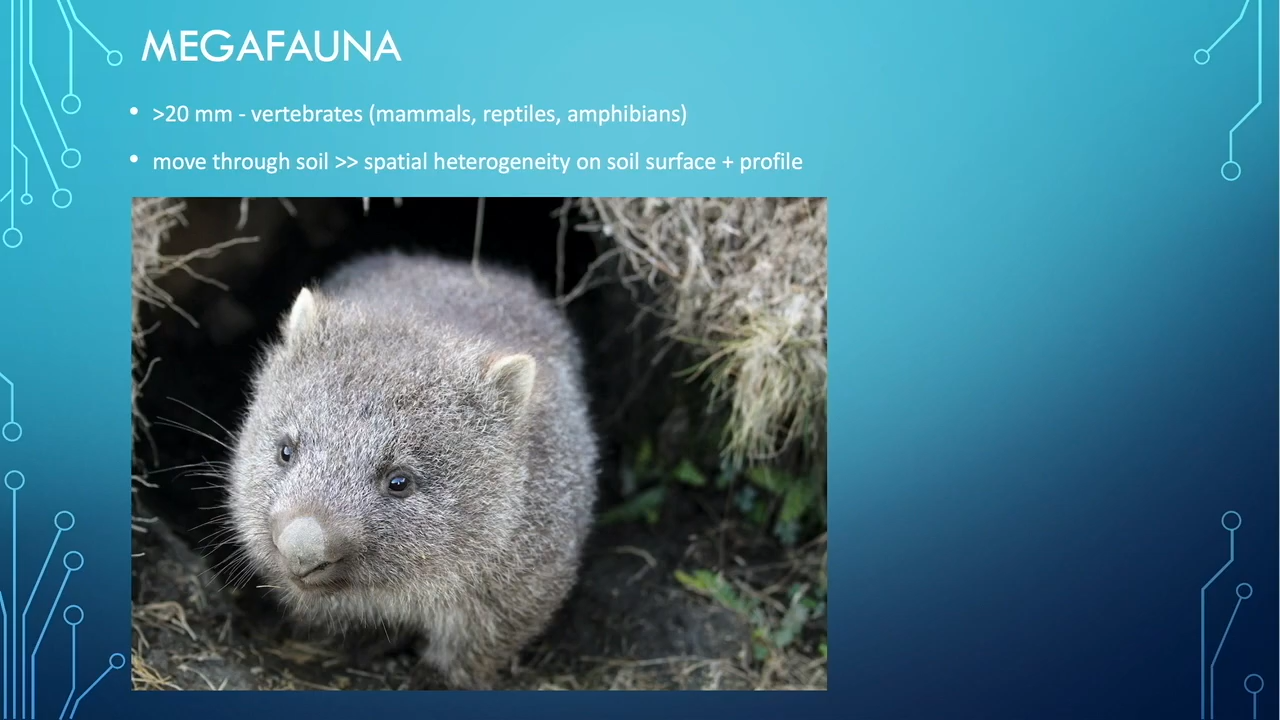 MEGAFAUNA
• >20 mm - vertebrates (mammals, reptiles, amphibians)
• move through soil >> spatial heterogeneity on soil surface + profile